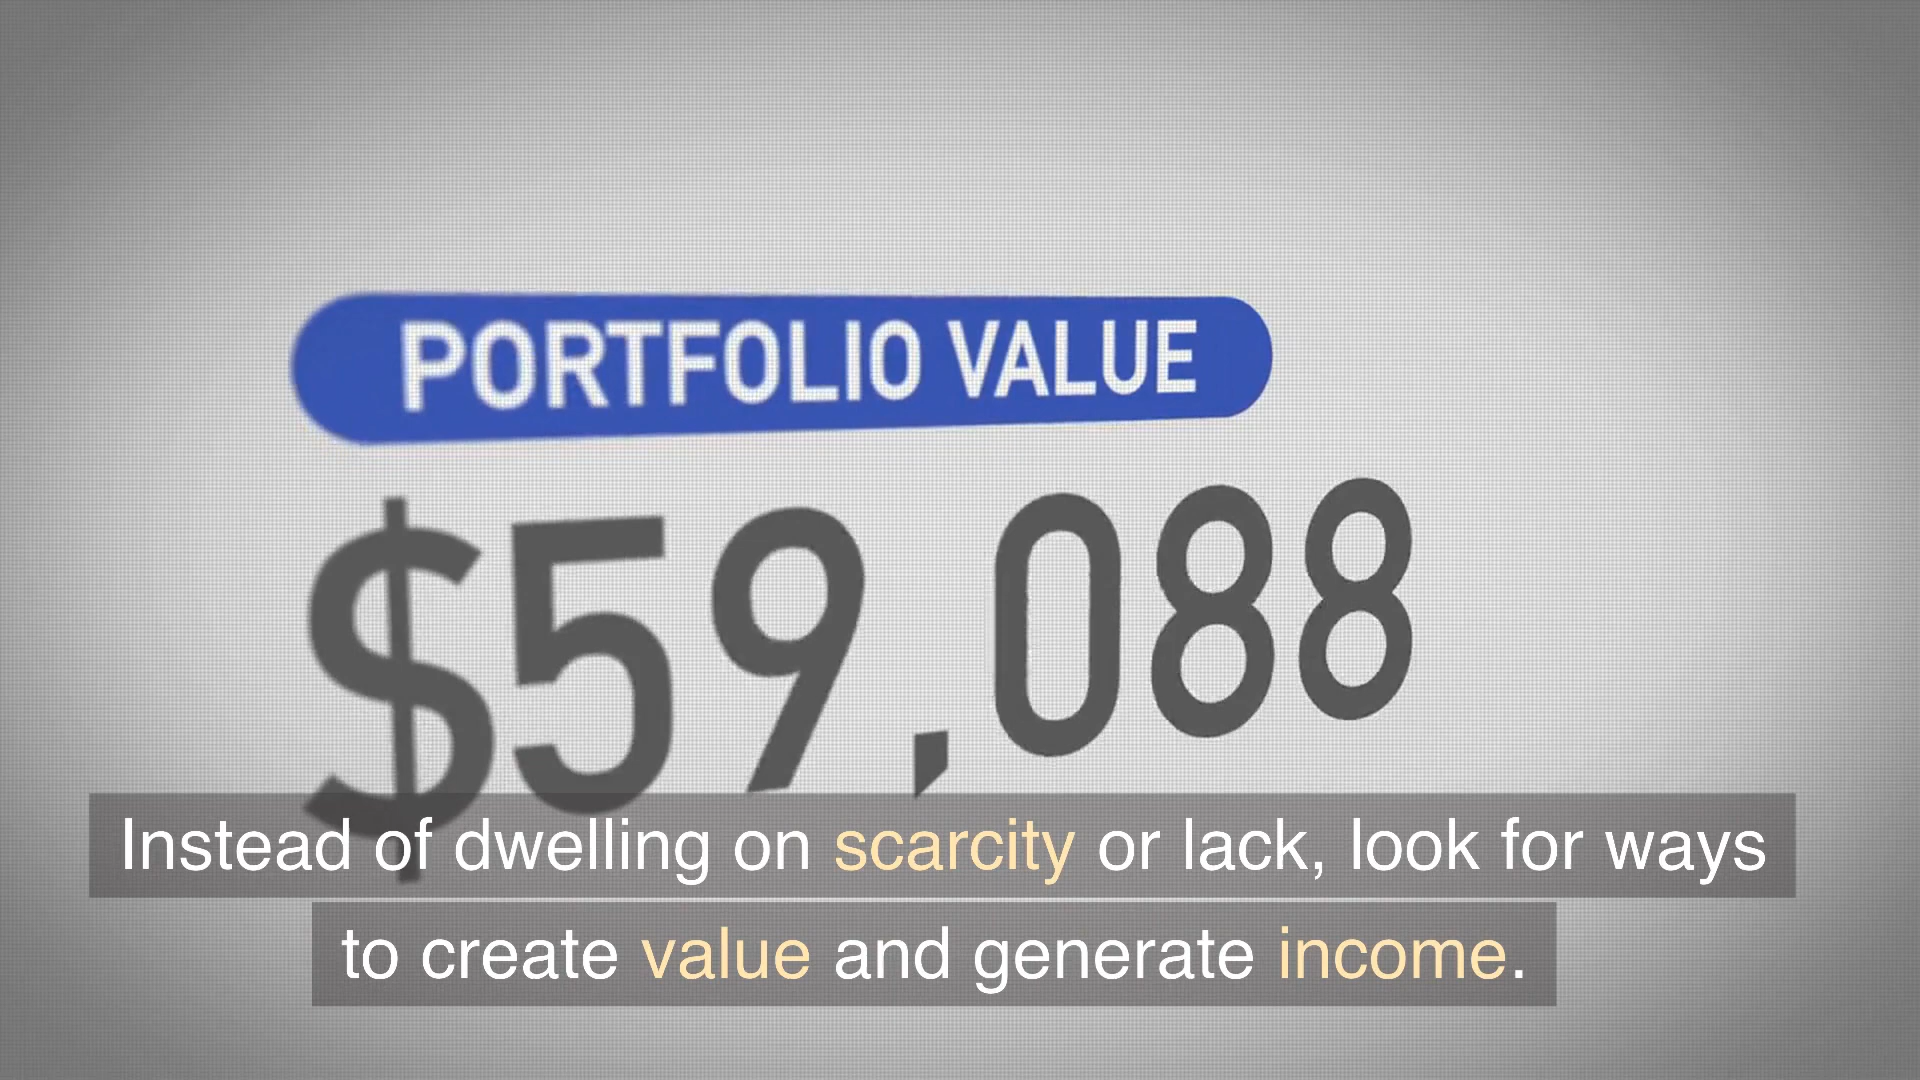 PORTFOLIO VALUE
$59,088
Instead of dwelling on scarcity or lack, look for ways
to create value and generate income.